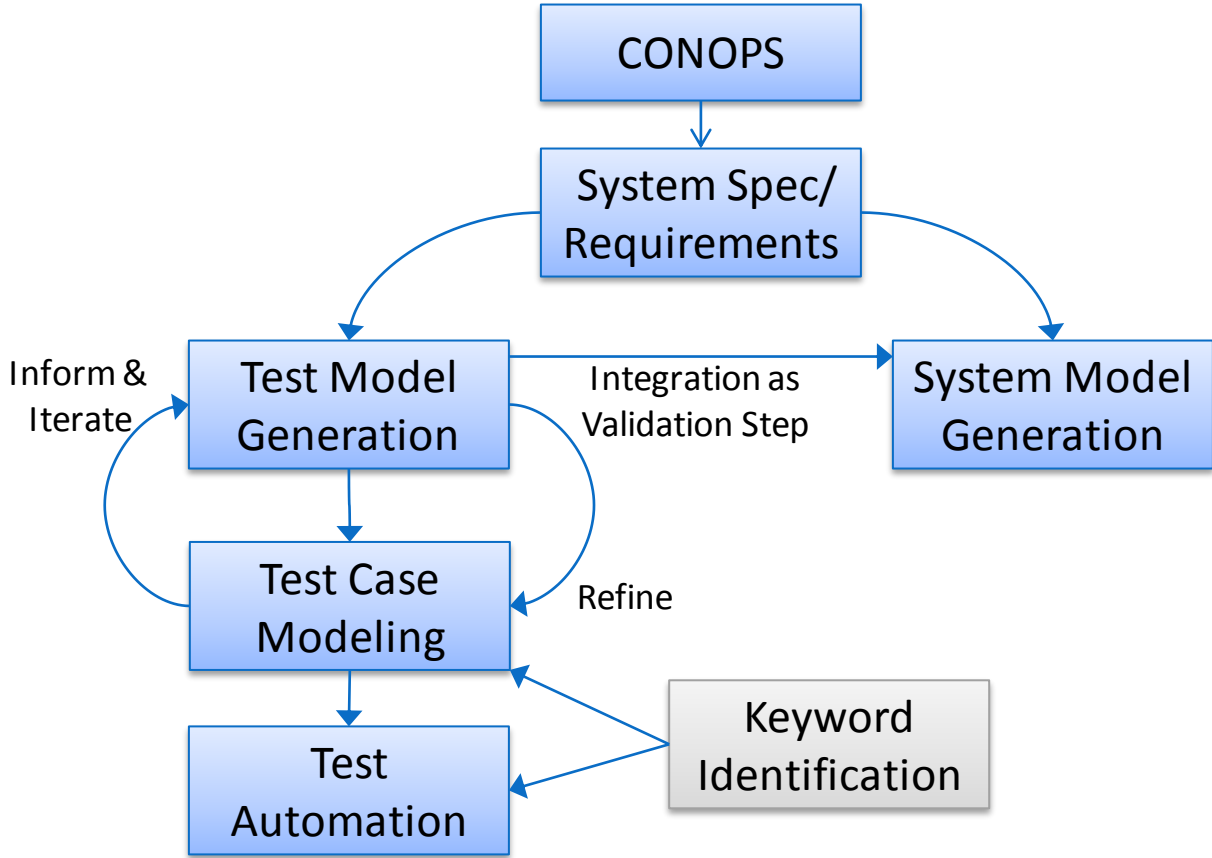 CONOPS
System Spec/
Requirements
Inform &
Iterate
Test Model
Generation
Integration as
Validation Step
System Model
Generation
Test Case
Modeling
Refine
Keyword
Identification
Test
Automation